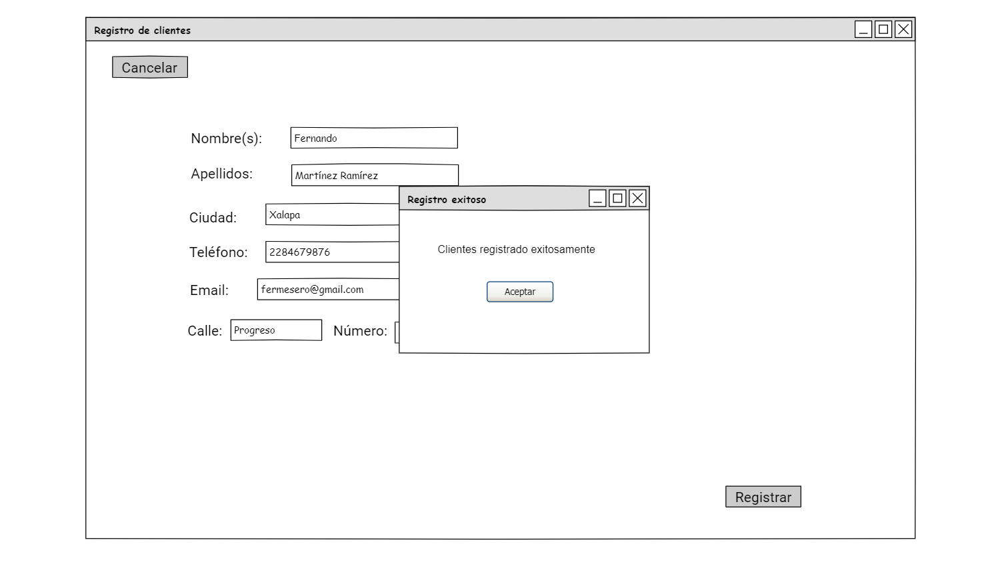 Registro de clientes
Cancelar
Nombre(s): Fernando
Apellidos: Martínez Ramírez
Ciudad: Xalapa
Teléfono: 2284679876
Email: fermesero@gmail.com
Calle: Progreso Número:
Registro exitoso
Clientes registrado exitosamente
Aceptar
Registrar